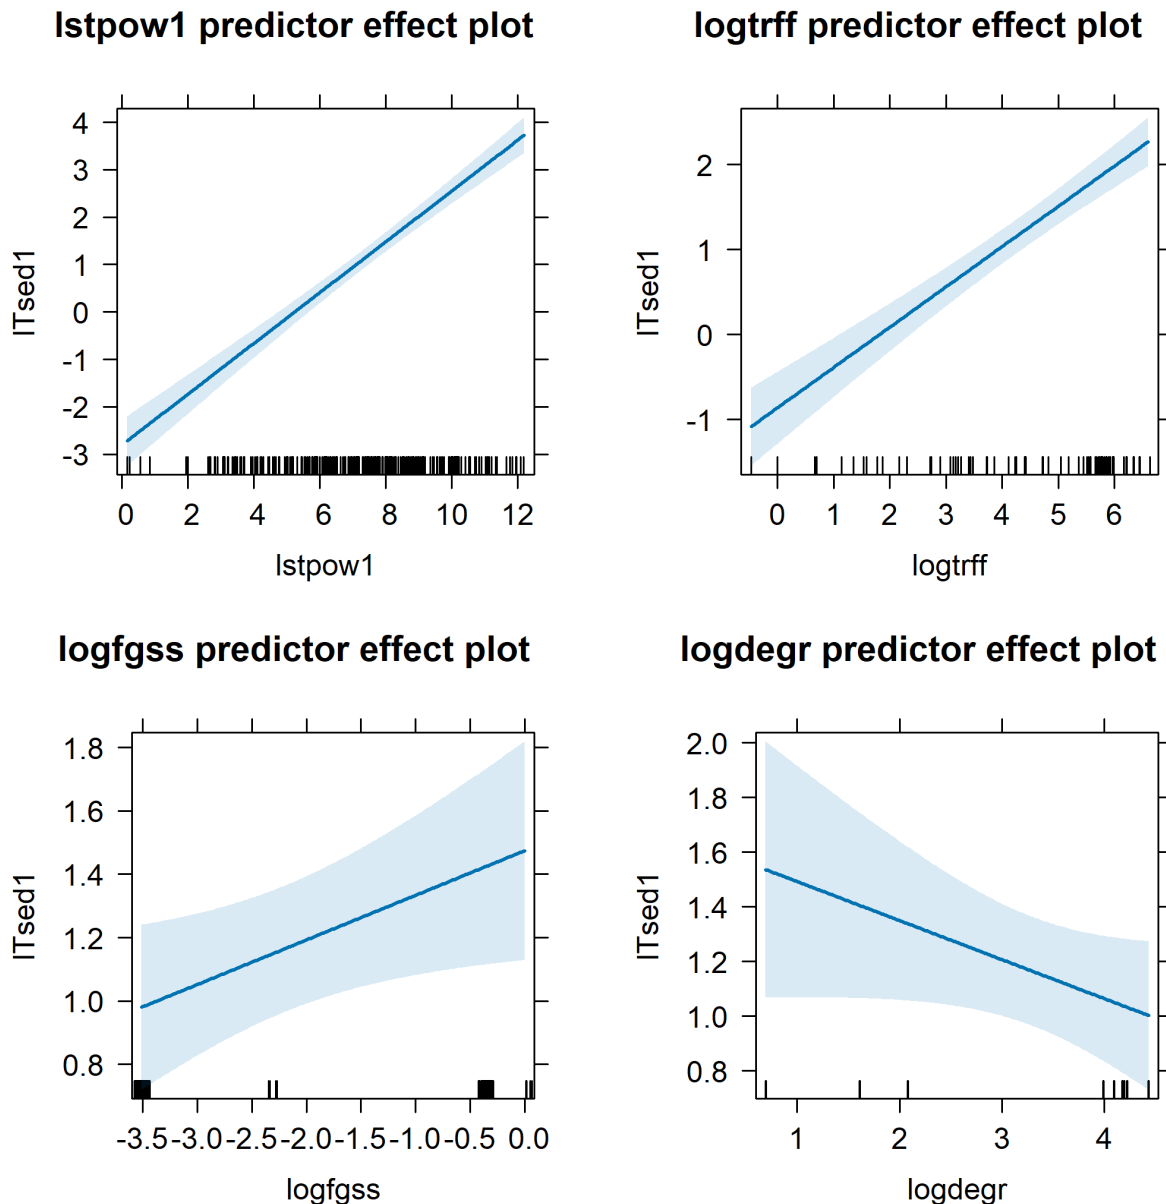 lstpow1 predictor effect plot
4
3
2
1
0
-1
-2
-3
lTsed1
0 2 4 6 8 10 12
lstpow1
logtrff predictor effect plot
2
1
0
-1
lTsed1
0 1 2 3 4 5 6
logtrff
logfgss predictor effect plot
1.8
1.6
1.4
1.2
1.0
0.8
lTsed1
-3.5 -3.0 -2.5 -2.0 -1.5 -1.0 -0.5 0.0
logfgss
logdegr predictor effect plot
2.0
1.8
1.6
1.4
1.2
1.0
0.8
lTsed1
1 2 3 4
logdegr